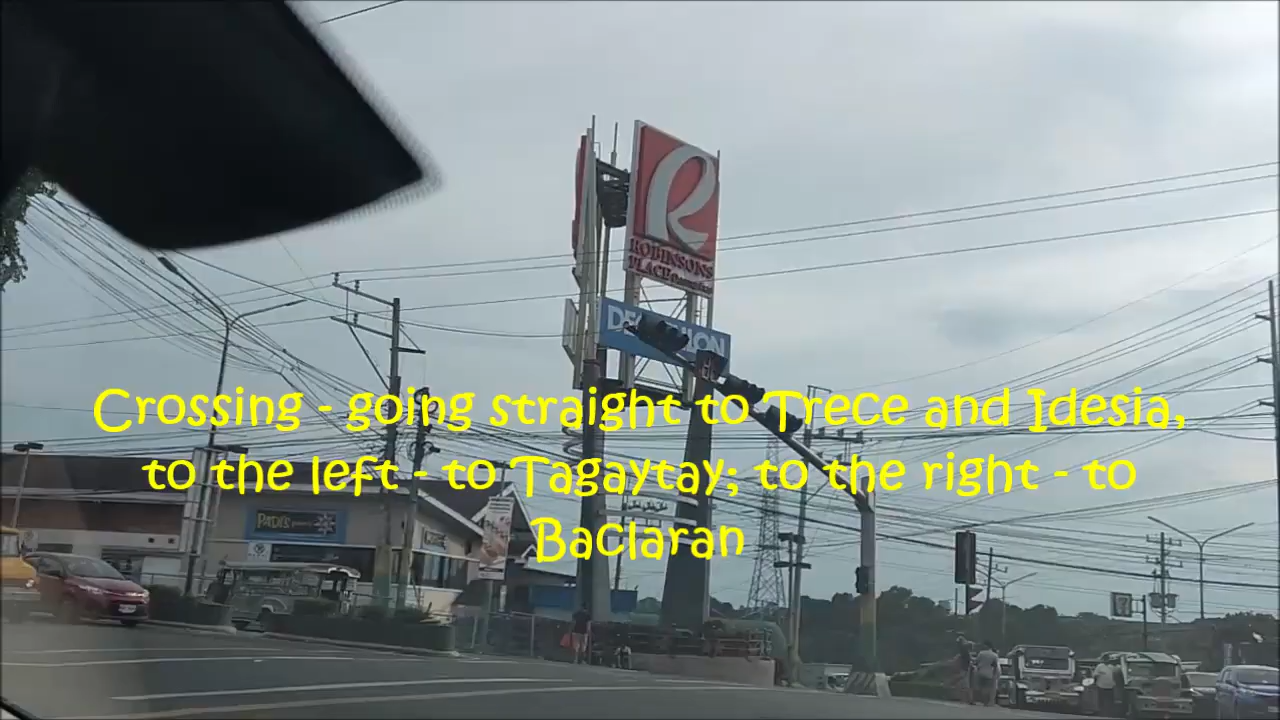 R
ROBINSONS
PLACE
Crossing - going straight to Trece and Idesia,
to the left - to Tagaytay; to the right - to
Baclaran
PADI'S